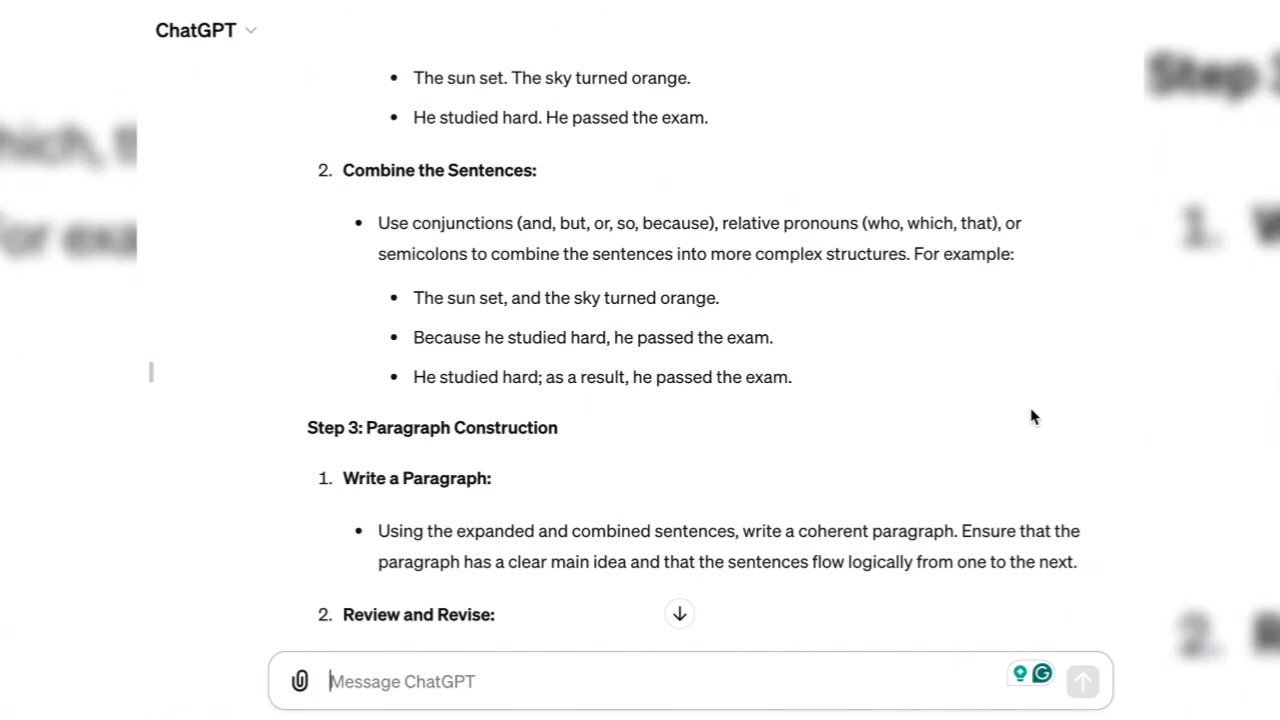 ChatGPT
• The sun set. The sky turned orange.
• He studied hard. He passed the exam.
2. Combine the Sentences:
• Use conjunctions (and, but, or, so, because), relative pronouns (who, which, that), or
semicolons to combine the sentences into more complex structures. For example:
• The sun set, and the sky turned orange.
• Because he studied hard, he passed the exam.
• He studied hard; as a result, he passed the exam.
Step 3: Paragraph Construction
1. Write a Paragraph:
• Using the expanded and combined sentences, write a coherent paragraph. Ensure that the
paragraph has a clear main idea and that the sentences flow logically from one to the next.
2. Review and Revise:
Message ChatGPT